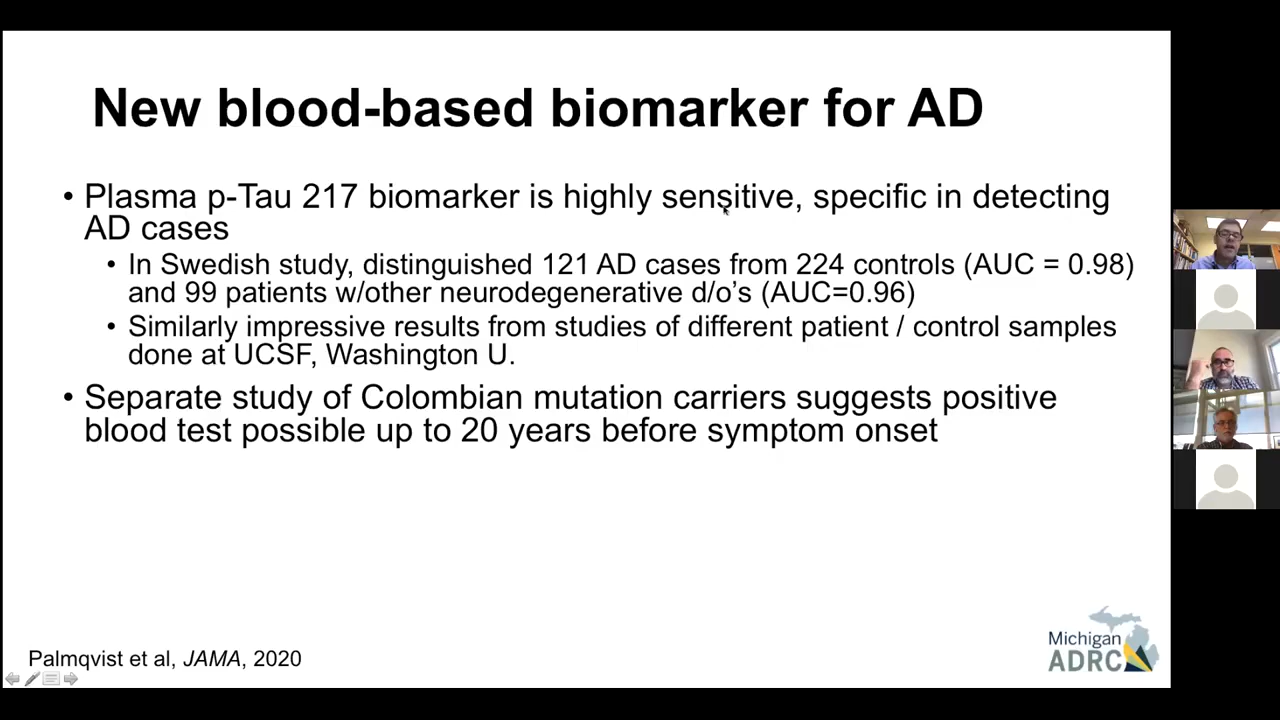 New blood-based biomarker for AD
• Plasma p-Tau 217 biomarker is highly sensitive, specific in detecting
AD cases
• In Swedish study, distinguished 121 AD cases from 224 controls (AUC = 0.98)
and 99 patients w/other neurodegenerative d/o’s (AUC=0.96)
• Similarly impressive results from studies of different patient / control samples
done at UCSF, Washington U.
• Separate study of Colombian mutation carriers suggests positive
blood test possible up to 20 years before symptom onset
Palmqvist et al, JAMA, 2020
Michigan
ADRC